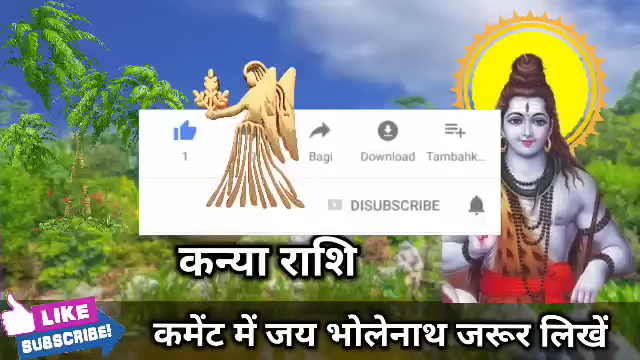 1
Bagi
Download
Tambahk...
DISUBSCRIBE
कन्या राशि
LIKE
SUBSCRIBE!
कमेंट में जय भोलेनाथ जरूर लिखें